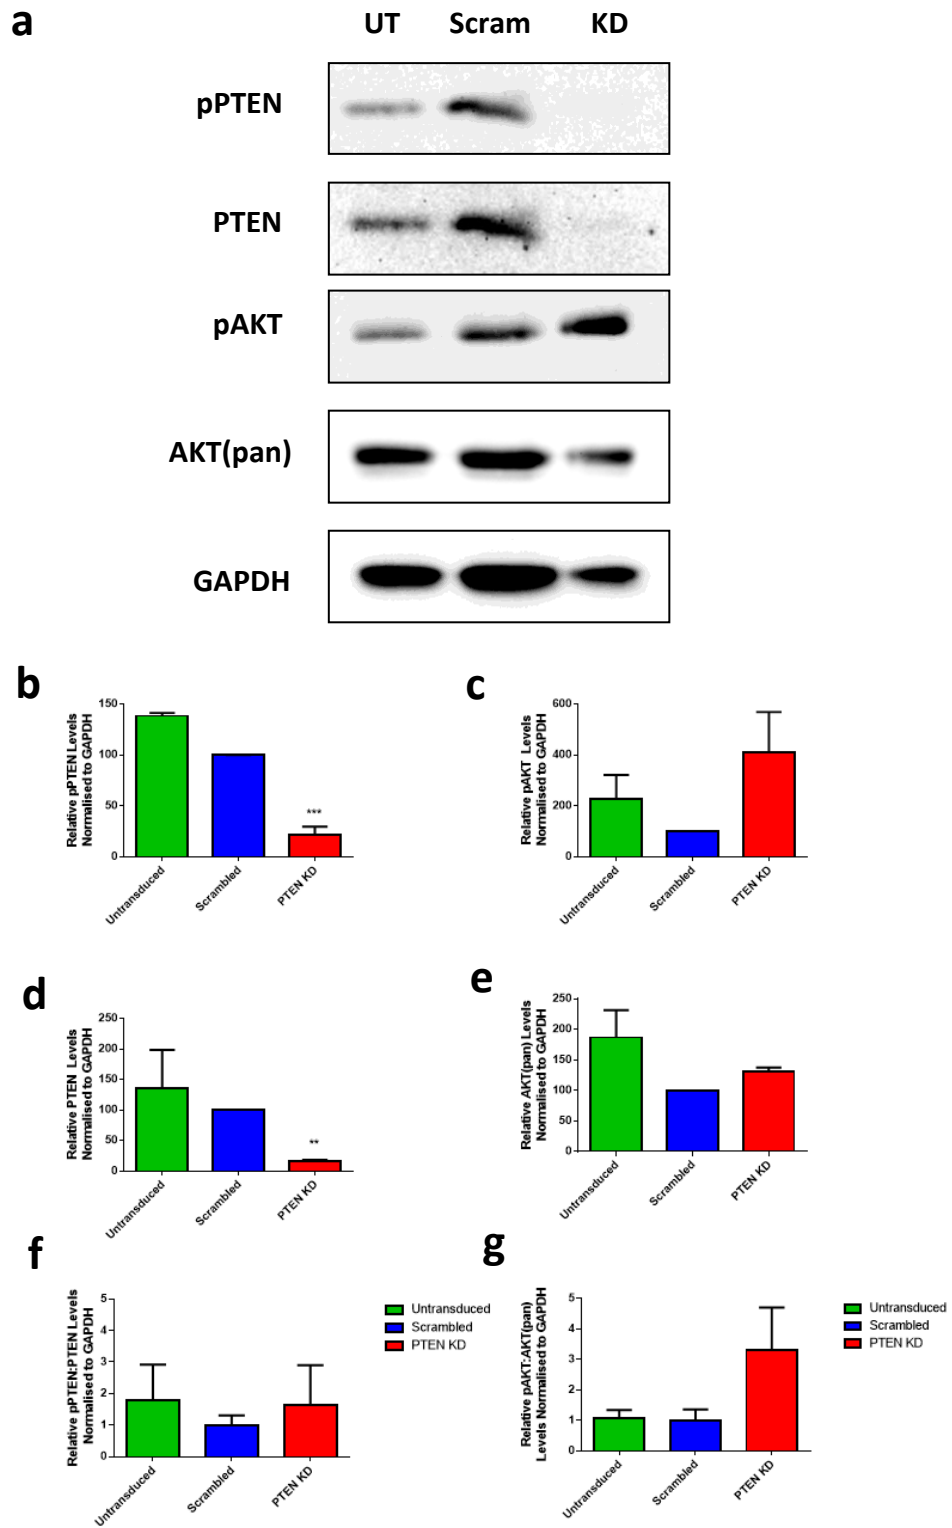 a
UT Scram KD
pPTEN
PTEN
pAKT
AKT(pan)
GAPDH
b
Relative pPTEN Levels
Normalised to GAPDH
150
100
50
0
***
Untransduced
Scrambled
PTEN KD
c
Relative pAKT Levels
Normalised to GAPDH
600
400
200
0
Untransduced
Scrambled
PTEN KD
d
Relative PTEN Levels
Normalised to GAPDH
250
200
150
100
50
0
**
Untransduced
Scrambled
PTEN KD
e
Relative AKT(pan) Levels
Normalised to GAPDH
250
200
150
100
50
0
Untransduced
Scrambled
PTEN KD
f
Relative pPTEN:PTEN Levels
Normalised to GAPDH
5
4
3
2
1
0
Untransduced
Scrambled
PTEN KD
Untransduced
Scrambled
PTEN KD
g
Relative pAKT:AKT(pan)
Levels Normalised to GAPDH
5
4
3
2
1
0
Untransduced
Scrambled
PTEN KD
Untransduced
Scrambled
PTEN KD